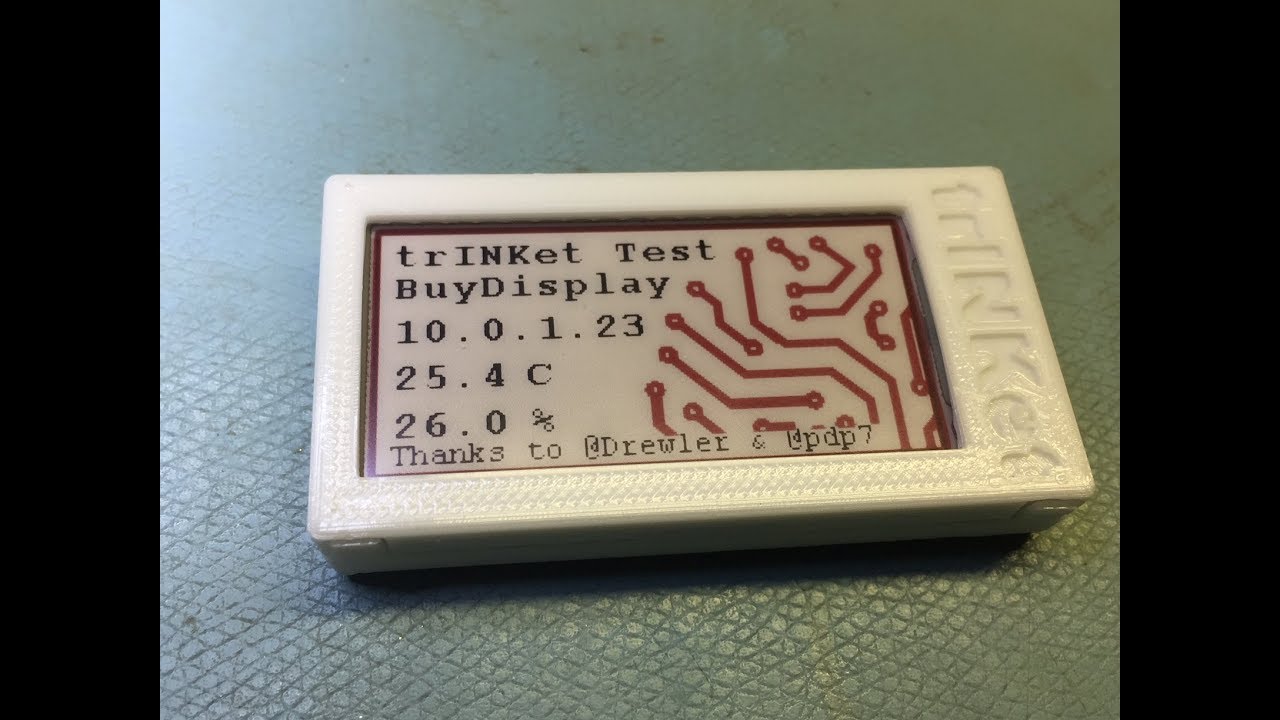 trINKet Test
BuyDisplay
10.0.1.23
25.4 C
26.0 %
Thanks to @Drewler & @pdp7
trINKet